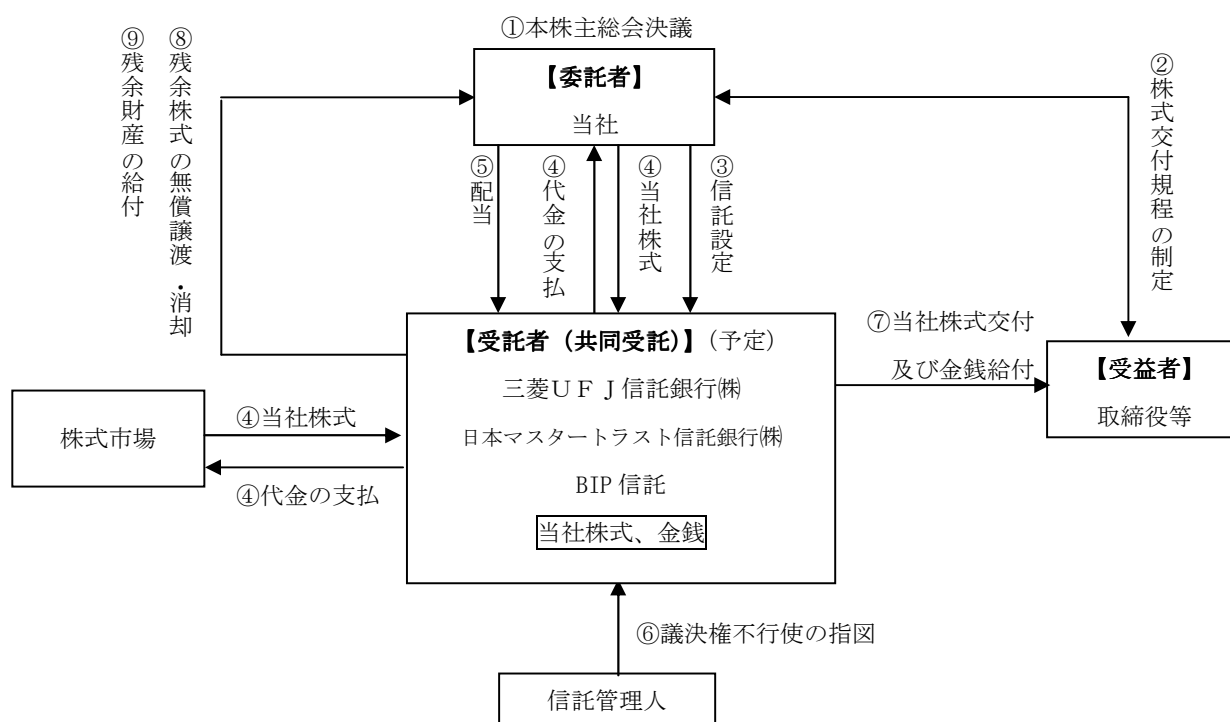 ①本株主総会決議
【委託者】
当社
⑨残余財産の給付
⑧残余株式の無償譲渡・消却
⑤配当
④代金の支払
④当社株式
③信託設定
②株式交付規程の制定
【受託者（共同受託）】（予定）
三菱ＵＦＪ信託銀行㈱
日本マスタートラスト信託銀行㈱
BIP 信託
当社株式、金銭
⑦当社株式交付
及び金銭給付
【受益者】
取締役等
株式市場
④当社株式
④代金の支払
⑥議決権不行使の指図
信託管理人